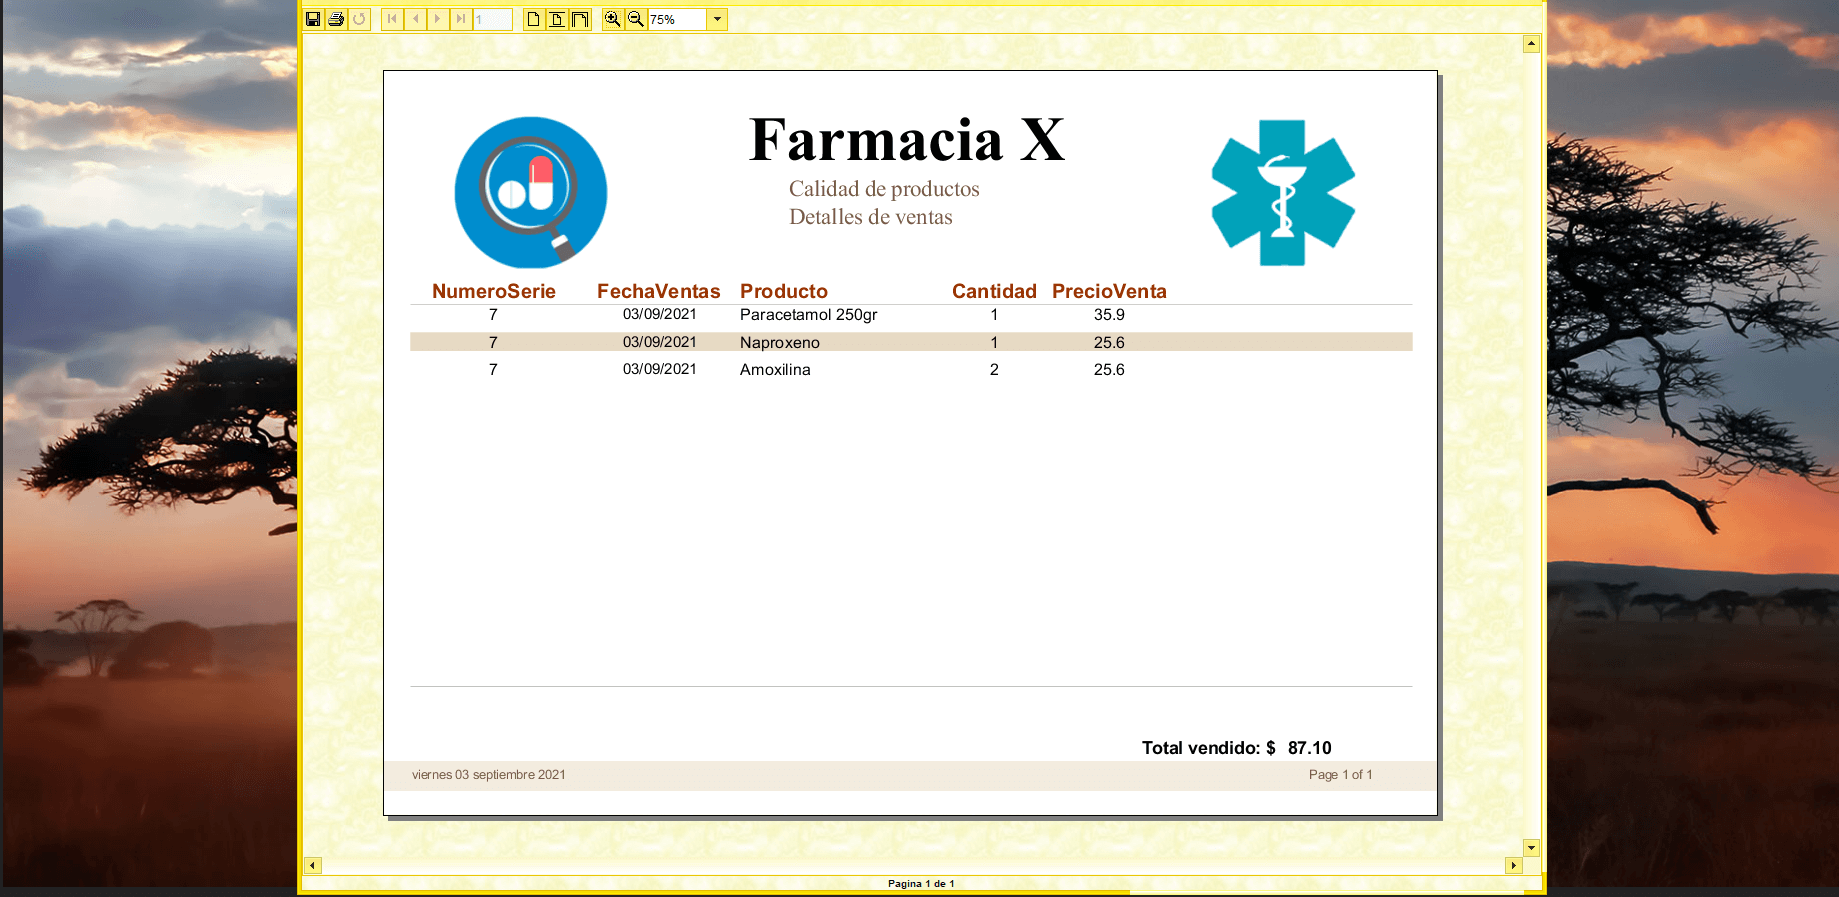 1
75%
Farmacia X
Calidad de productos
Detalles de ventas
NumeroSerie FechaVentas Producto Cantidad PrecioVenta
7 03/09/2021 Paracetamol 250gr 1 35.9
7 03/09/2021 Naproxeno 1 25.6
7 03/09/2021 Amoxilina 2 25.6
Total vendido: $ 87.10
viernes 03 septiembre 2021 Page 1 of 1
Pagina 1 de 1